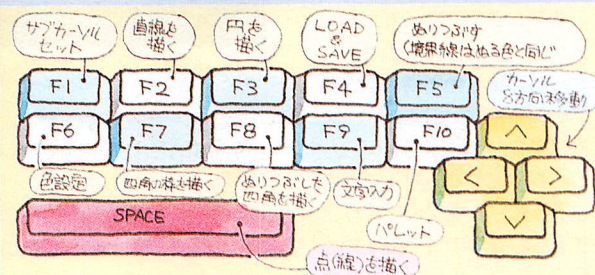 サブカーソル
セット
直線を
描く
円を
描く
LOAD
&
SAVE
ぬりつぶす
(境界線はぬる色と同じ
カーソル
8方向に移動
F1
F2
F3
F4
F5
F6
F7
F8
F9
F10
色設定
四角い枠を描く
ぬりつぶした
四角を描く
文字入力
パレット
SPACE
点(線)を描く